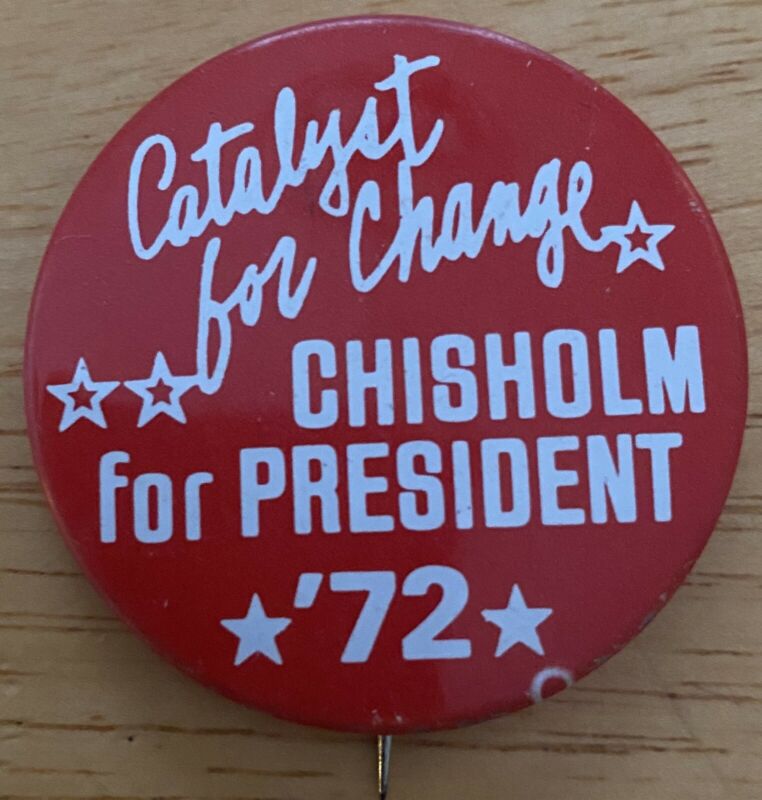 Catalyst
for Change
CHISHOLM
for PRESIDENT
'72